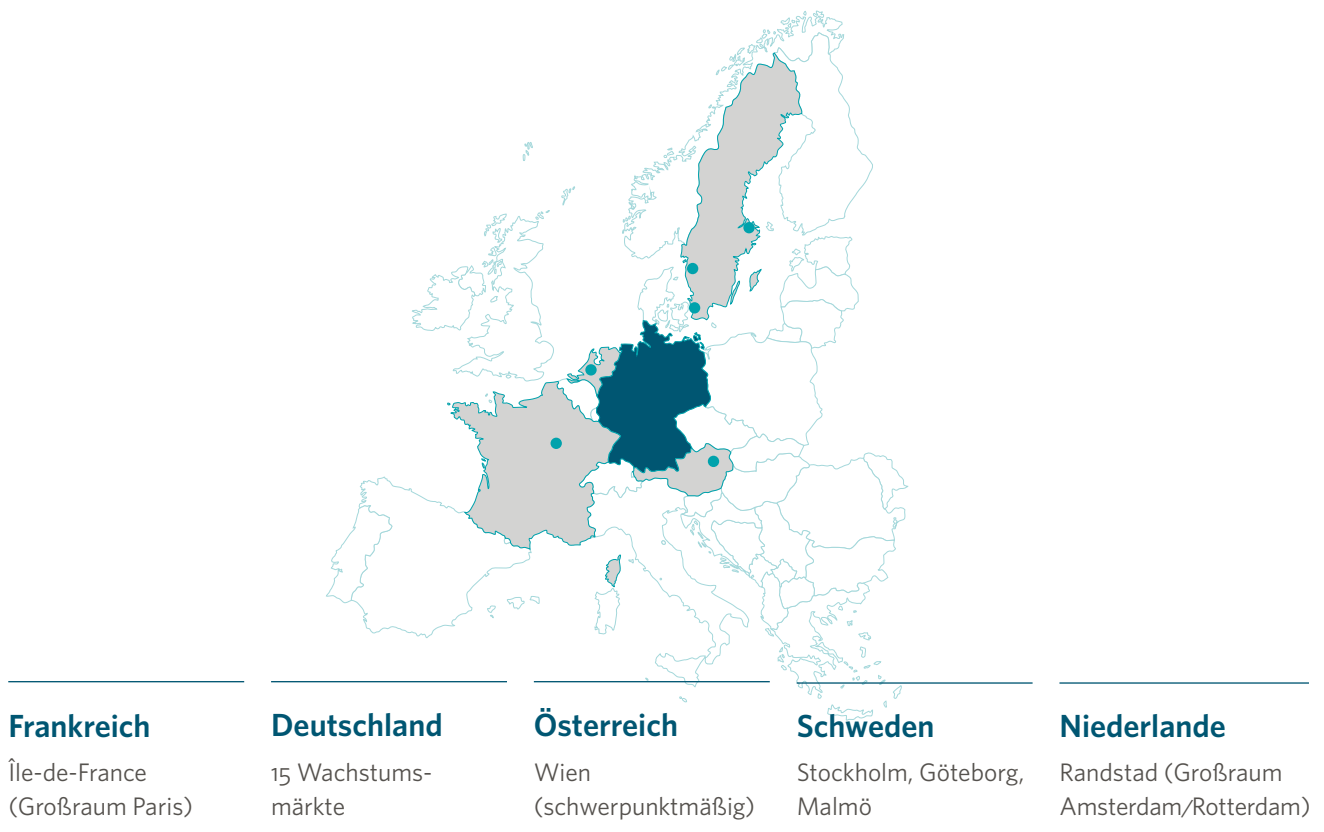 Frankreich
Île-de-France
(Großraum Paris)
Deutschland
15 Wachstums-
märkte
Österreich
Wien
(schwerpunktmäßig)
Schweden
Stockholm, Göteborg,
Malmö
Niederlande
Randstad (Großraum
Amsterdam/Rotterdam)